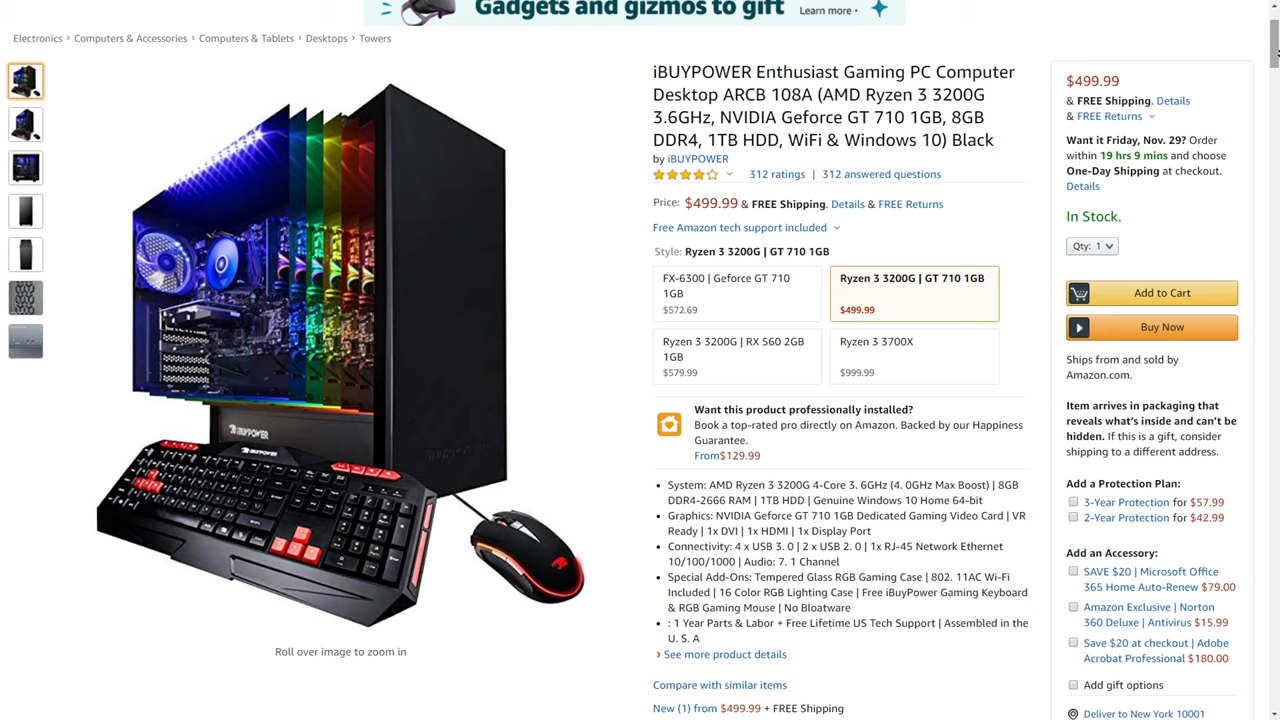 Gadgets and gizmos to gift Learn more ›
Electronics › Computers & Accessories › Computers & Tablets › Desktops › Towers
iBUYPOWER Enthusiast Gaming PC Computer
Desktop ARCB 108A (AMD Ryzen 3 3200G
3.6GHz, NVIDIA Geforce GT 710 1GB, 8GB
DDR4, 1TB HDD, WiFi & Windows 10) Black
by iBUYPOWER
312 ratings | 312 answered questions
Price: $499.99 & FREE Shipping. Details & FREE Returns
Free Amazon tech support included
Style: Ryzen 3 3200G | GT 710 1GB
FX-6300 | Geforce GT 710
1GB
$572.69
Ryzen 3 3200G | GT 710 1GB
$499.99
Ryzen 3 3200G | RX 560 2GB
1GB
$579.99
Ryzen 3 3700X
$999.99
Want this product professionally installed?
Book a top-rated pro directly on Amazon. Backed by our Happiness
Guarantee.
From$129.99
• System: AMD Ryzen 3 3200G 4-Core 3. 6GHz (4. 0GHz Max Boost) | 8GB
DDR4-2666 RAM | 1TB HDD | Genuine Windows 10 Home 64-bit
• Graphics: NVIDIA Geforce GT 710 1GB Dedicated Gaming Video Card | VR
Ready | 1x DVI | 1x HDMI | 1x Display Port
• Connectivity: 4 x USB 3. 0 | 2 x USB 2. 0 | 1x RJ-45 Network Ethernet
10/100/1000 | Audio: 7. 1 Channel
• Special Add-Ons: Tempered Glass RGB Gaming Case | 802. 11AC Wi-Fi
Included | 16 Color RGB Lighting Case | Free iBuyPower Gaming Keyboard
& RGB Gaming Mouse | No Bloatware
• : 1 Year Parts & Labor + Free Lifetime US Tech Support | Assembled in the
U. S. A
› See more product details
Compare with similar items
New (1) from $499.99 + FREE Shipping
iBUYPOWER
iBUYPOWER
Roll over image to zoom in
$499.99
& FREE Shipping. Details
& FREE Returns
Want it Friday, Nov. 29? Order
within 19 hrs 9 mins and choose
One-Day Shipping at checkout.
Details
In Stock.
Qty: 1
Add to Cart
Buy Now
Ships from and sold by
Amazon.com.
Item arrives in packaging that
reveals what's inside and can't be
hidden. If this is a gift, consider
shipping to a different address.
Add a Protection Plan:
3-Year Protection for $57.99
2-Year Protection for $42.99
Add an Accessory:
SAVE $20 | Microsoft Office
365 Home Auto-Renew $79.00
Amazon Exclusive | Norton
360 Deluxe | Antivirus $15.99
Save $20 at checkout | Adobe
Acrobat Professional $180.00
Add gift options
Deliver to New York 10001